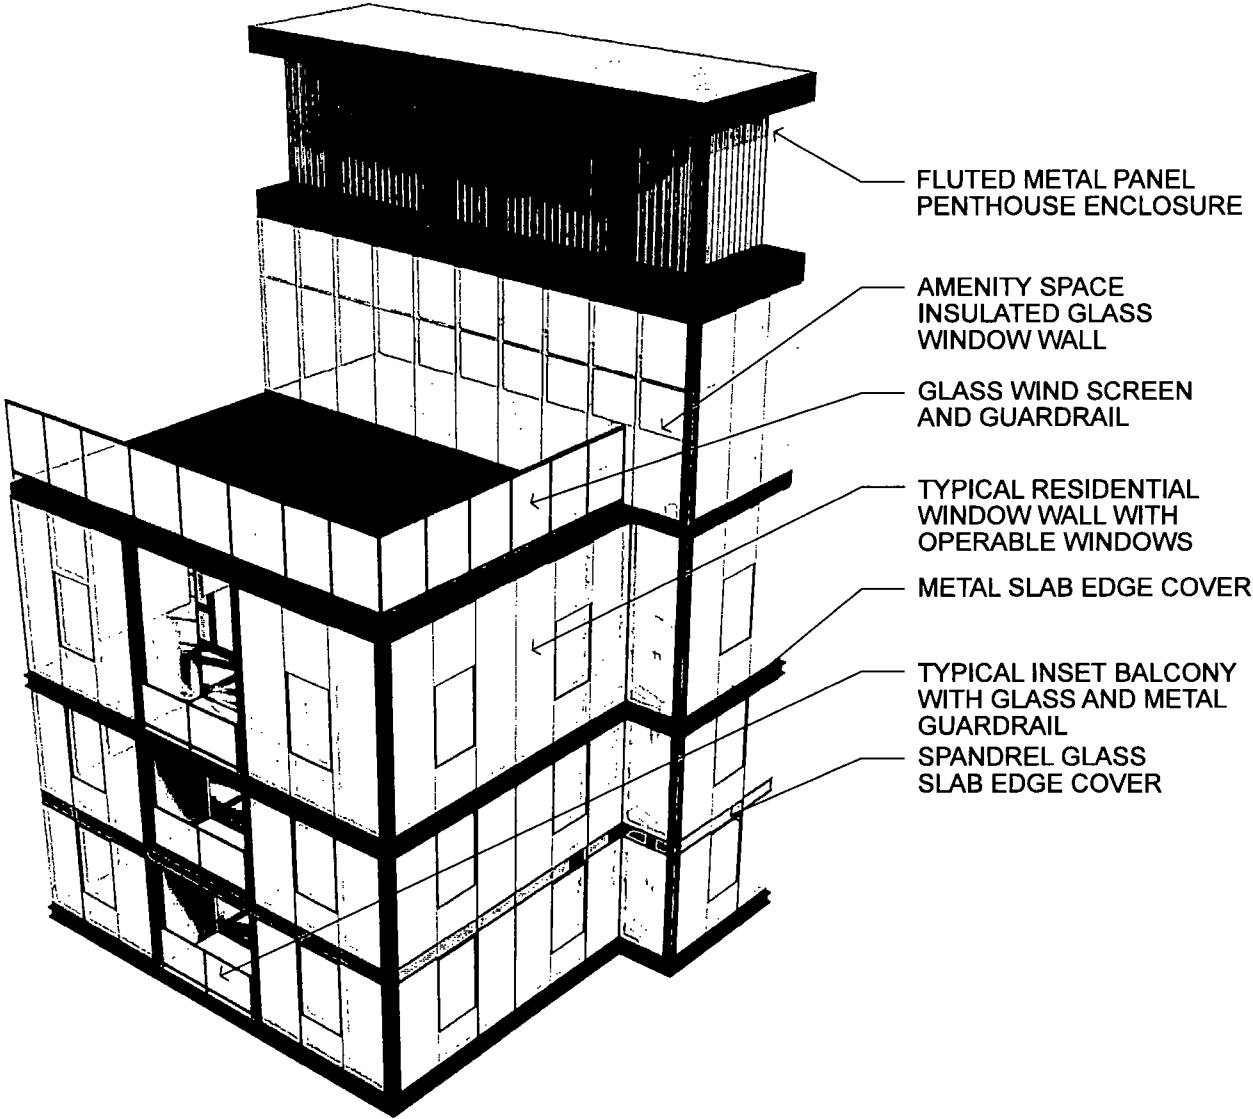 FLUTED METAL PANEL
PENTHOUSE ENCLOSURE
AMENITY SPACE
INSULATED GLASS
WINDOW WALL
GLASS WIND SCREEN
AND GUARDRAIL
TYPICAL RESIDENTIAL
WINDOW WALL WITH
OPERABLE WINDOWS
METAL SLAB EDGE COVER
TYPICAL INSET BALCONY
WITH GLASS AND METAL
GUARDRAIL
SPANDREL GLASS
SLAB EDGE COVER